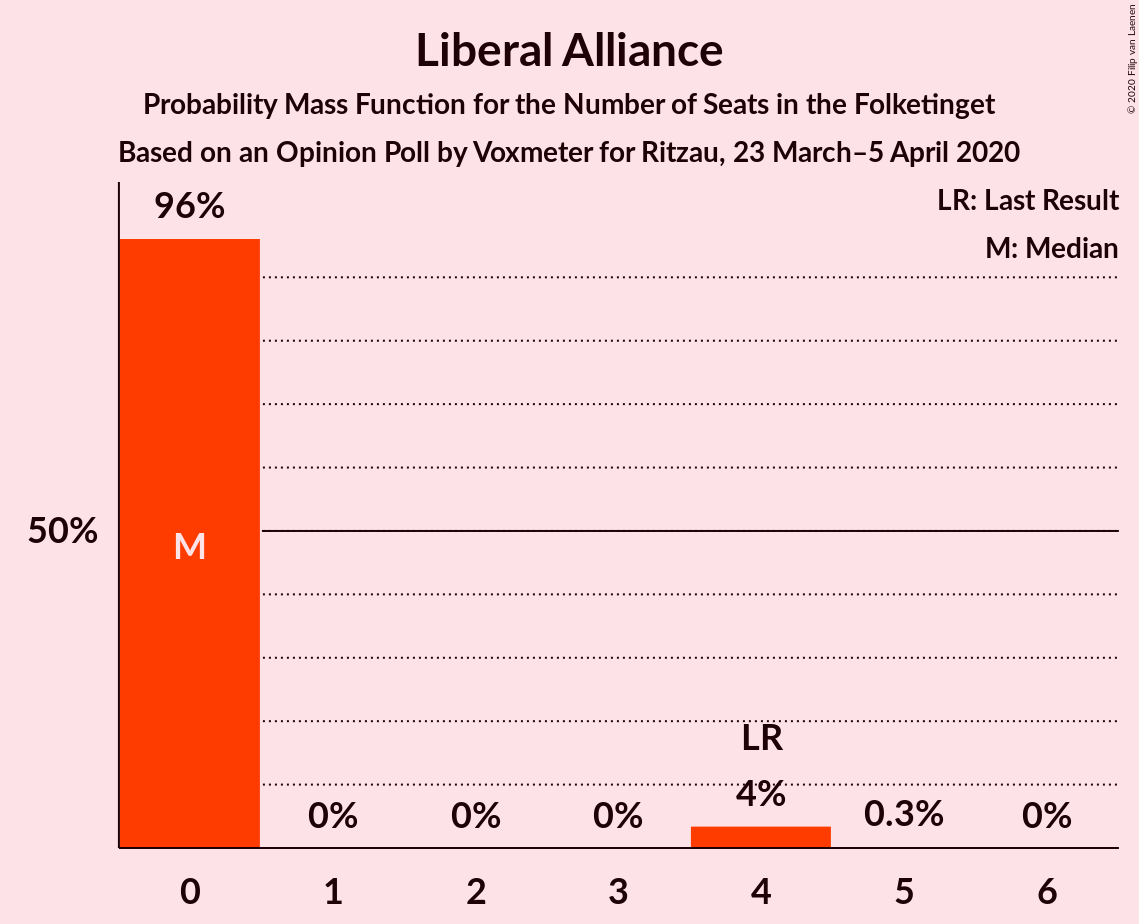 Liberal Alliance
Probability Mass Function for the Number of Seats in the Folketinget
Based on an Opinion Poll by Voxmeter for Ritzau, 23 March–5 April 2020
© 2020 Filip van Laenen
LR: Last Result
M: Median
96%
50%
M
LR
0%
0%
0%
4%
0.3%
0%
0
1
2
3
4
5
6